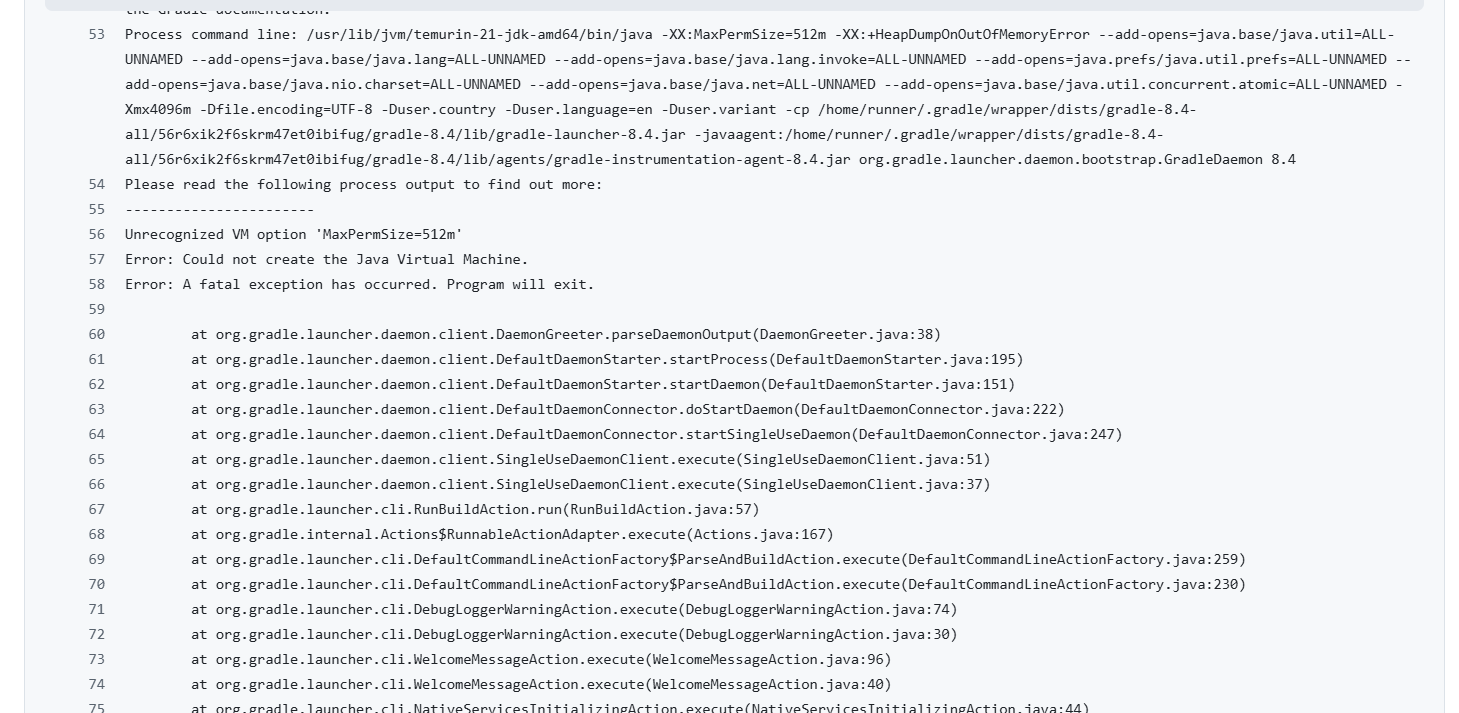 the Gradle documentation.
53 Process command line: /usr/lib/jvm/temurin-21-jdk-amd64/bin/java -XX:MaxPermSize=512m -XX:+HeapDumpOnOutOfMemoryError --add-opens=java.base/java.util=ALL-
UNNAMED --add-opens=java.base/java.lang=ALL-UNNAMED --add-opens=java.base/java.lang.invoke=ALL-UNNAMED --add-opens=java.prefs/java.util.prefs=ALL-UNNAMED --
add-opens=java.base/java.nio.charset=ALL-UNNAMED --add-opens=java.base/java.net=ALL-UNNAMED --add-opens=java.base/java.util.concurrent.atomic=ALL-UNNAMED -
Xmx4096m -Dfile.encoding=UTF-8 -Duser.country -Duser.language=en -Duser.variant -cp /home/runner/.gradle/wrapper/dists/gradle-8.4-
all/56r6xik2f6skrm47et0ibifug/gradle-8.4/lib/gradle-launcher-8.4.jar -javaagent:/home/runner/.gradle/wrapper/dists/gradle-8.4-
all/56r6xik2f6skrm47et0ibifug/gradle-8.4/lib/agents/gradle-instrumentation-agent-8.4.jar org.gradle.launcher.daemon.bootstrap.GradleDaemon 8.4
54 Please read the following process output to find out more:
55 -----------------------
56 Unrecognized VM option 'MaxPermSize=512m'
57 Error: Could not create the Java Virtual Machine.
58 Error: A fatal exception has occurred. Program will exit.
59
60 at org.gradle.launcher.daemon.client.DaemonGreeter.parseDaemonOutput(DaemonGreeter.java:38)
61 at org.gradle.launcher.daemon.client.DefaultDaemonStarter.startProcess(DefaultDaemonStarter.java:195)
62 at org.gradle.launcher.daemon.client.DefaultDaemonStarter.startDaemon(DefaultDaemonStarter.java:151)
63 at org.gradle.launcher.daemon.client.DefaultDaemonConnector.doStartDaemon(DefaultDaemonConnector.java:222)
64 at org.gradle.launcher.daemon.client.DefaultDaemonConnector.startSingleUseDaemon(DefaultDaemonConnector.java:247)
65 at org.gradle.launcher.daemon.client.SingleUseDaemonClient.execute(SingleUseDaemonClient.java:51)
66 at org.gradle.launcher.daemon.client.SingleUseDaemonClient.execute(SingleUseDaemonClient.java:37)
67 at org.gradle.launcher.cli.RunBuildAction.run(RunBuildAction.java:57)
68 at org.gradle.internal.Actions$RunnableActionAdapter.execute(Actions.java:167)
69 at org.gradle.launcher.cli.DefaultCommandLineActionFactory$ParseAndBuildAction.execute(DefaultCommandLineActionFactory.java:259)
70 at org.gradle.launcher.cli.DefaultCommandLineActionFactory$ParseAndBuildAction.execute(DefaultCommandLineActionFactory.java:230)
71 at org.gradle.launcher.cli.DebugLoggerWarningAction.execute(DebugLoggerWarningAction.java:74)
72 at org.gradle.launcher.cli.DebugLoggerWarningAction.execute(DebugLoggerWarningAction.java:30)
73 at org.gradle.launcher.cli.WelcomeMessageAction.execute(WelcomeMessageAction.java:96)
74 at org.gradle.launcher.cli.WelcomeMessageAction.execute(WelcomeMessageAction.java:40)
75 at org.gradle.launcher.cli.NativeServicesInitializingAction.execute(NativeServicesInitializingAction.java:44)